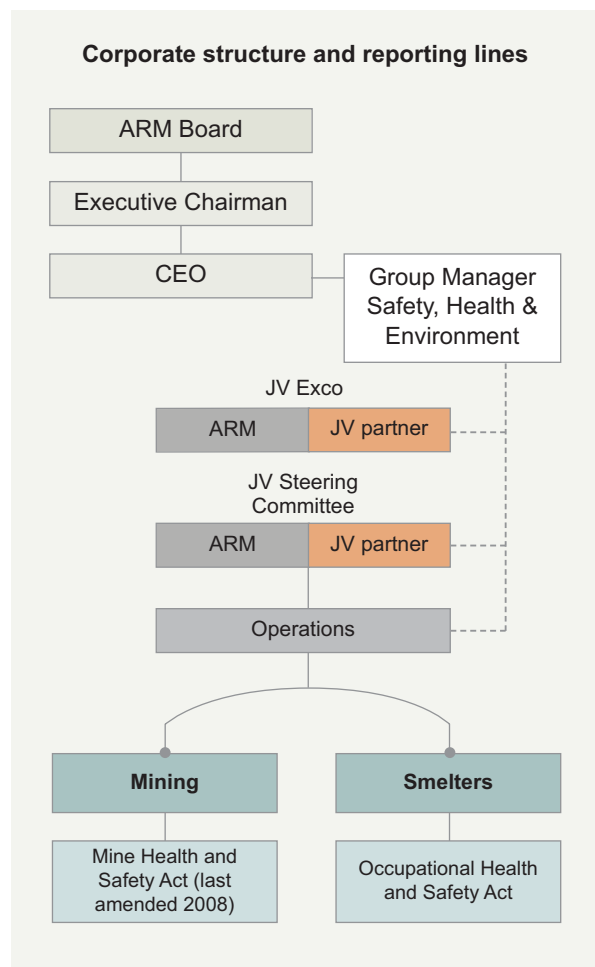 Corporate structure and reporting lines
ARM Board
Executive Chairman
CEO
Group Manager
Safety, Health &
Environment
JV Exco
ARM
JV partner
JV Steering
Committee
ARM
JV partner
Operations
Mining
Smelters
Mine Health and
Safety Act (last
amended 2008)
Occupational Health
and Safety Act